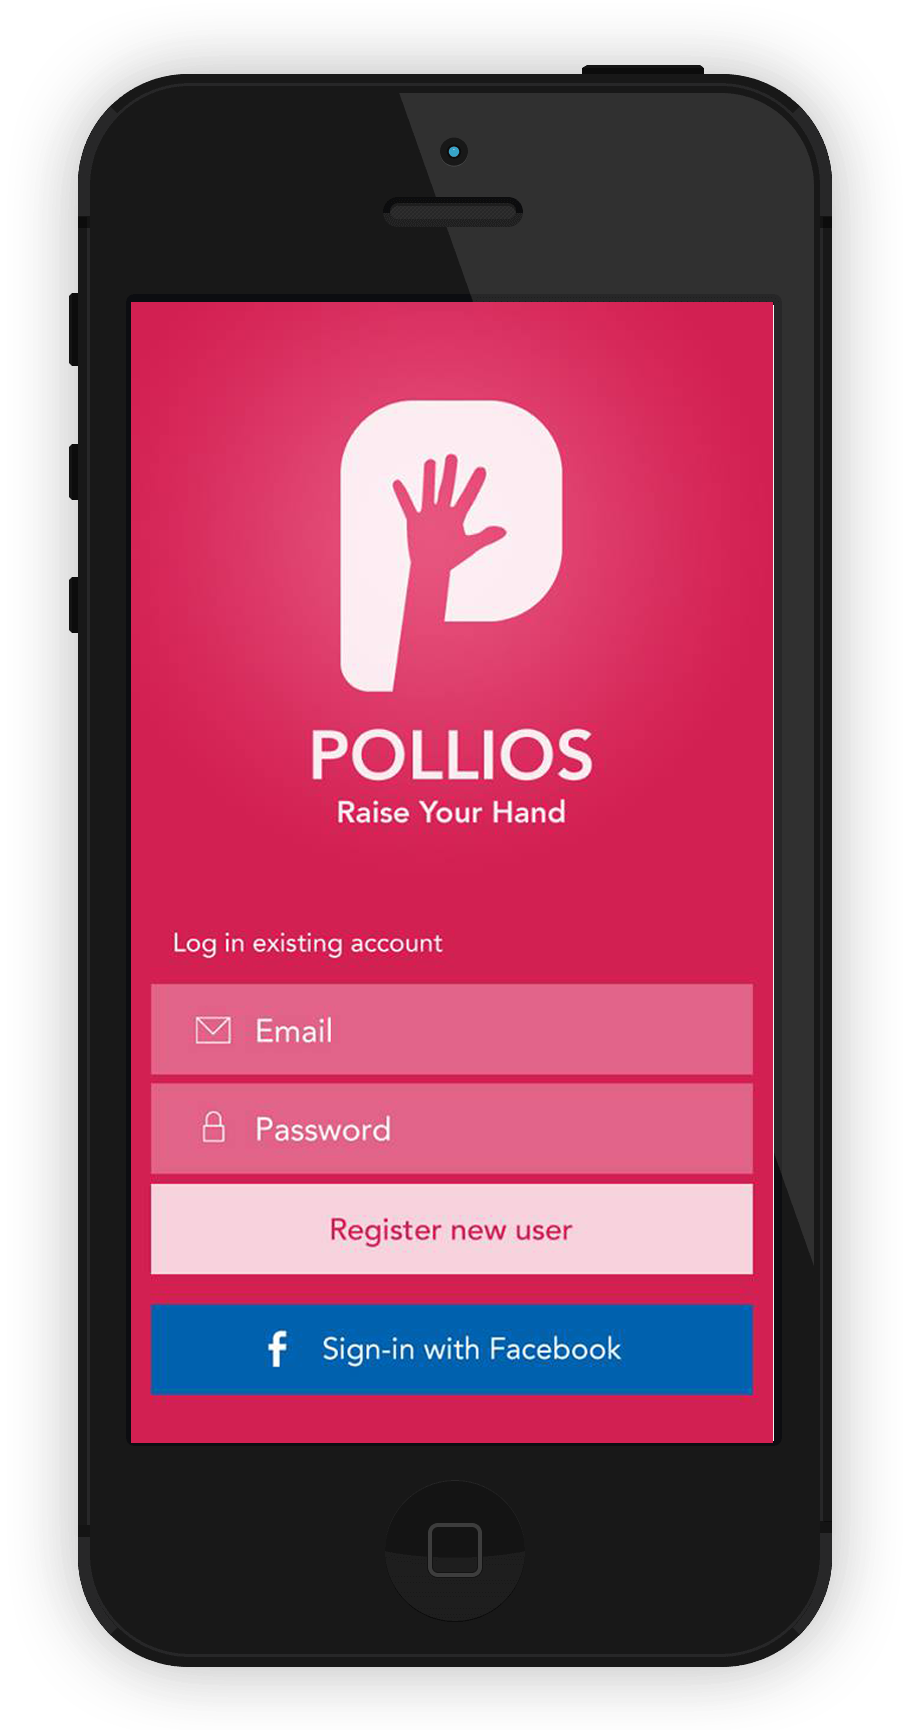 POLLIOS
Raise Your Hand
Log in existing account
Email
Password
Register new user
f Sign-in with Facebook